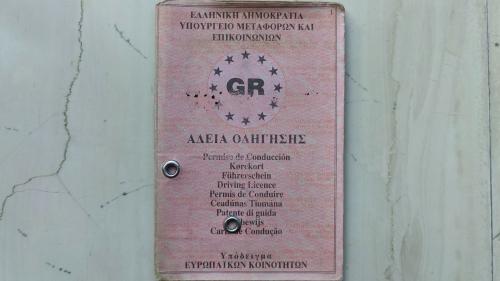 ΕΛΛΗΝΙΚΗ ΔΗΜΟΚΡΑΤΙΑ
ΥΠΟΥΡΓΕΙΟ ΜΕΤΑΦΟΡΩΝ ΚΑΙ
ΕΠΙΚΟΙΝΩΝΙΩΝ
GR
ΑΔΕΙΑ ΟΔΗΓΗΣΗΣ
Permiso de Conducción
Kørekort
Führerschein
Driving Licence
Permis de Conduire
Ceadúnas Tiomána
Patente di guida
de Condução
Υπόδειγμα
ΕΥΡΩΠΑΪΚΩΝ ΚΟΙΝΟΤΗΤΩΝ